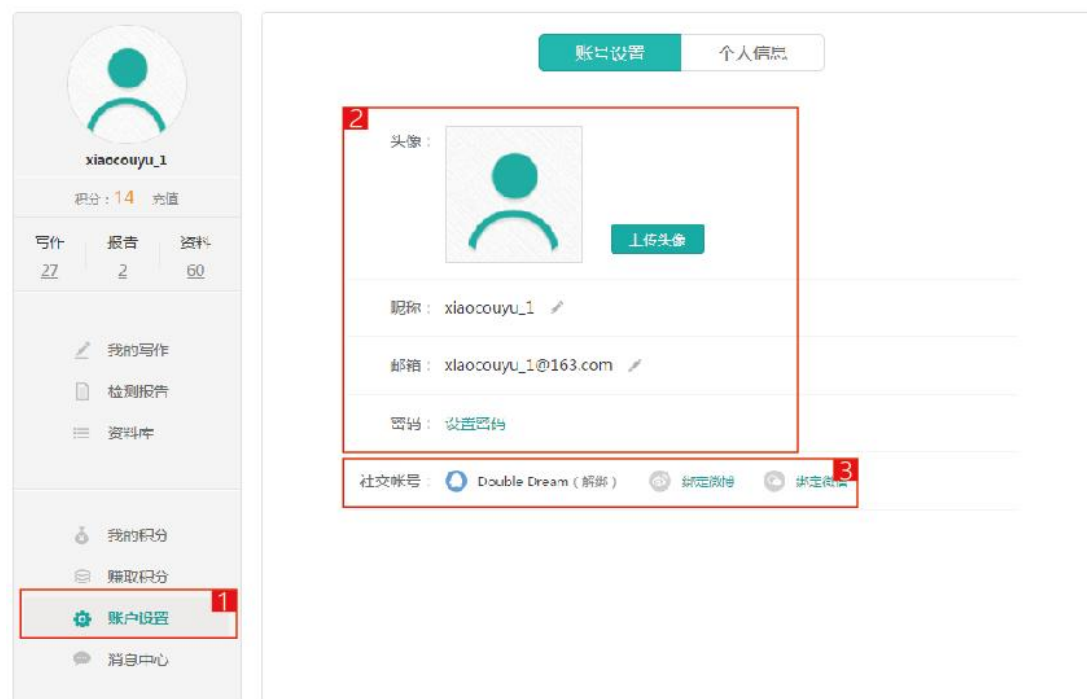 xiaocouyu_1
积分：14 充值
写作 报告 资料
27 2 60
我的写作
检测报告
资料库
我的积分
赚取积分
1
账户设置
消息中心
账号设置 个人信息
2
头像：
上传头像
昵称： xiaocouyu_1
邮箱： xiaocouyu_1@163.com
密码： 设置密码
3
社交帐号： Double Dream（解绑） 绑定微博 绑定微信